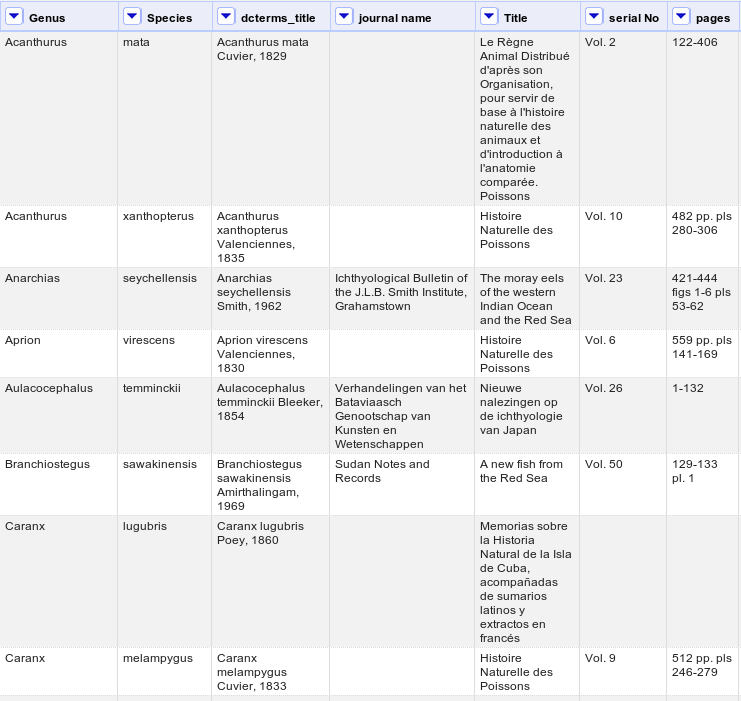 Genus
Species
dcterms_title
journal name
Title
serial No
pages
Acanthurus
mata
Acanthurus mata
Cuvier, 1829
Le Règne
Animal Distribué
d'après son
Organisation,
pour servir de
base à l'histoire
naturelle des
animaux et
d'introduction à
l'anatomie
comparée.
Poissons
Vol. 2
122-406
Acanthurus
xanthopterus
Acanthurus
xanthopterus
Valenciennes,
1835
Histoire
Naturelle des
Poissons
Vol. 10
482 pp. pls
280-306
Anarchias
seychellensis
Anarchias
seychellensis
Smith, 1962
Ichthyological Bulletin of
the J.L.B. Smith Institute,
Grahamstown
The moray eels
of the western
Indian Ocean
and the Red Sea
Vol. 23
421-444
figs 1-6 pls
53-62
Aprion
virescens
Aprion virescens
Valenciennes,
1830
Histoire
Naturelle des
Poissons
Vol. 6
559 pp. pls
141-169
Aulacocephalus
temminckii
Aulacocephalus
temminckii Bleeker,
1854
Verhandelingen van het
Bataviaasch
Genootschap van
Kunsten en
Wetenschappen
Nieuwe
nalezingen op
de ichthyologie
van Japan
Vol. 26
1-132
Branchiostegus
sawakinensis
Branchiostegus
sawakinensis
Amirthalingam,
1969
Sudan Notes and
Records
A new fish from
the Red Sea
Vol. 50
129-133
pl. 1
Caranx
lugubris
Caranx lugubris
Poey, 1860
Memorias sobre
la Historia
Natural de la Isla
de Cuba,
acompañadas
de sumarios
latinos y
extractos en
francés
Caranx
melampygus
Caranx
melampygus
Cuvier, 1833
Histoire
Naturelle des
Poissons
Vol. 9
512 pp. pls
246-279